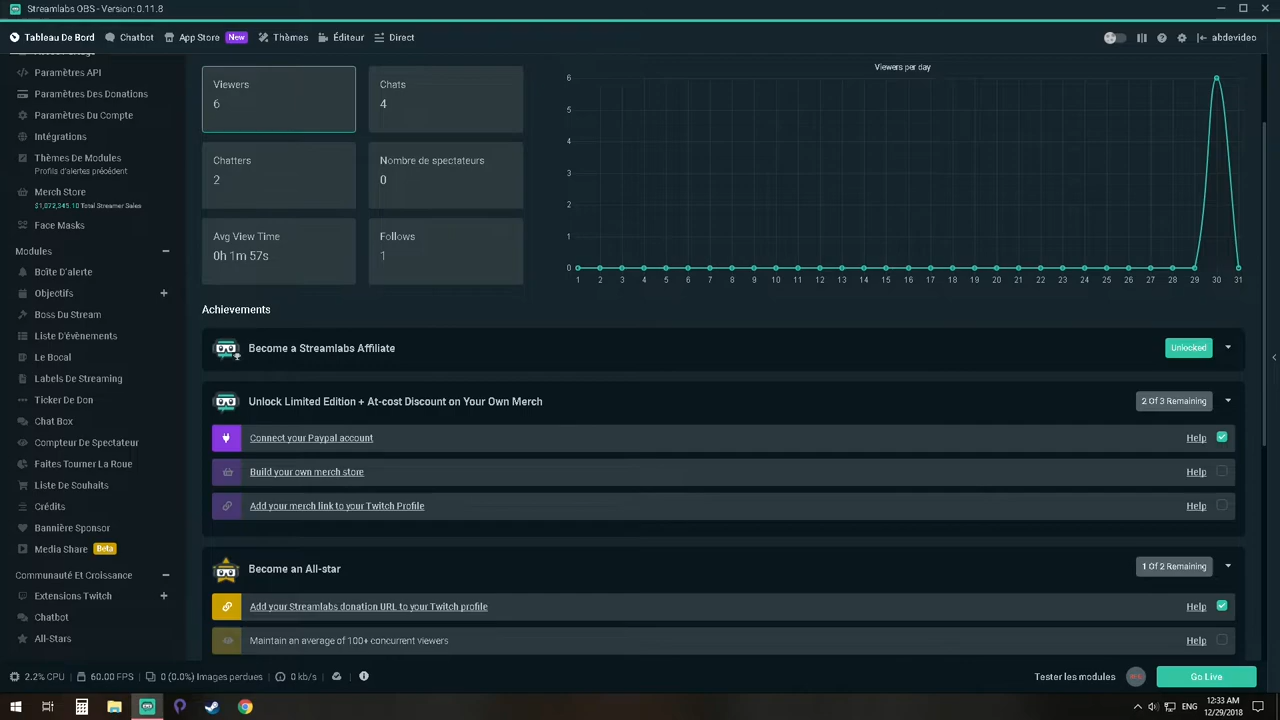 Streamlabs OBS - Version: 0.11.8
Tableau De Bord
Chatbot
App Store New
Thèmes
Éditeur
Direct
abdevideo
Paramètres API
Paramètres Des Donations
Paramètres Du Compte
Intégrations
Thèmes De Modules
Profils d'alertes précédent
Merch Store
$1,072,345.10 Total Streamer Sales
Face Masks
Modules
Boîte D'alerte
Objectifs
Boss Du Stream
Liste D'évènements
Le Bocal
Labels De Streaming
Ticker De Don
Chat Box
Compteur De Spectateur
Faites Tourner La Roue
Liste De Souhaits
Crédits
Bannière Sponsor
Media Share Beta
Communauté Et Croissance
Extensions Twitch
Chatbot
All-Stars
Viewers
6
Chats
4
Chatters
2
Nombre de spectateurs
0
Avg View Time
0h 1m 57s
Follows
1
Viewers per day
6
5
4
3
2
1
0
1 2 3 4 5 6 7 8 9 10 11 12 13 14 15 16 17 18 19 20 21 22 23 24 25 26 27 28 29 30 31
Achievements
Become a Streamlabs Affiliate
Unlocked
Unlock Limited Edition + At-cost Discount on Your Own Merch
2 Of 3 Remaining
Connect your Paypal account
Help
Build your own merch store
Help
Add your merch link to your Twitch Profile
Help
Become an All-star
1 Of 2 Remaining
Add your Streamlabs donation URL to your Twitch profile
Help
Maintain an average of 100+ concurrent viewers
Help
2.2% CPU
60.00 FPS
0 (0.0%) Images perdues
0 kb/s
Tester les modules
REC
Go Live
ENG
12:33 AM
12/29/2018